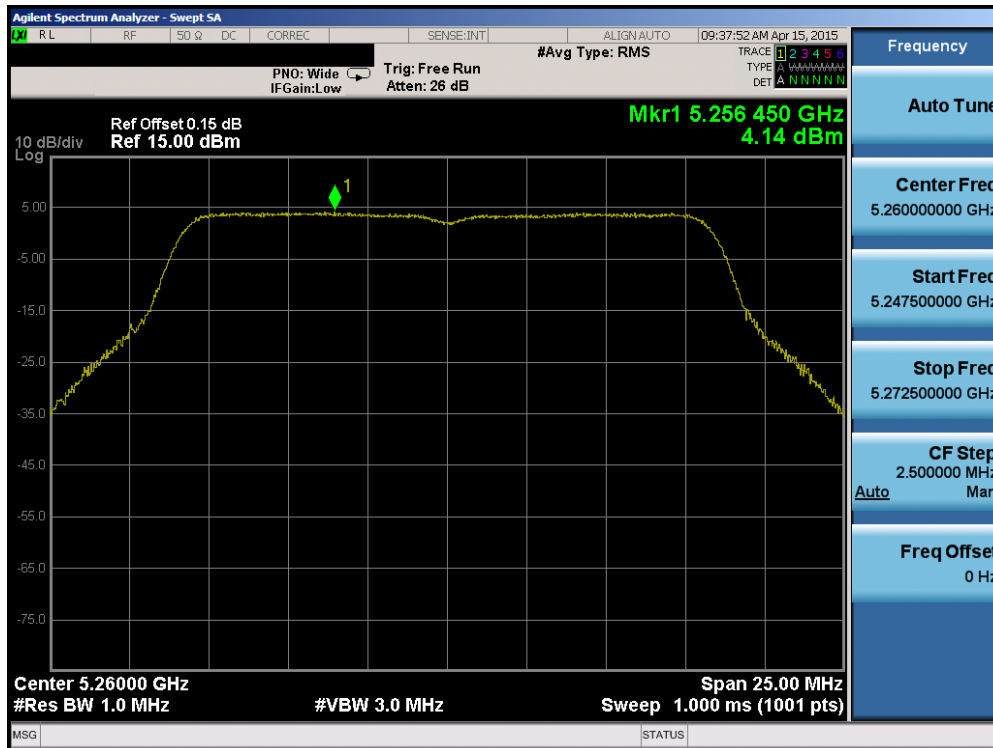 Agilent Spectrum Analyzer - Swept SA
LXI RL RF 50 Ω DC CORREC SENSE:INT ALIGN AUTO 09:37:52 AM Apr 15, 2015
#Avg Type: RMS TRACE 1 2 3 4 5 6
PNO: Wide Trig: Free Run TYPE A WWWWW
IFGain:Low Atten: 26 dB DET A N N N N N
Frequency
Mkr1 5.256 450 GHz
4.14 dBm
Ref Offset 0.15 dB
10 dB/div Ref 15.00 dBm
Log
1
5.00
-5.00
-15.0
-25.0
-35.0
-45.0
-55.0
-65.0
-75.0
Center 5.26000 GHz Span 25.00 MHz
#Res BW 1.0 MHz #VBW 3.0 MHz Sweep 1.000 ms (1001 pts)
MSG STATUS
Auto Tune
Center Freq
5.260000000 GHz
Start Freq
5.247500000 GHz
Stop Freq
5.272500000 GHz
CF Step
2.500000 MHz
Auto Man
Freq Offset
0 Hz